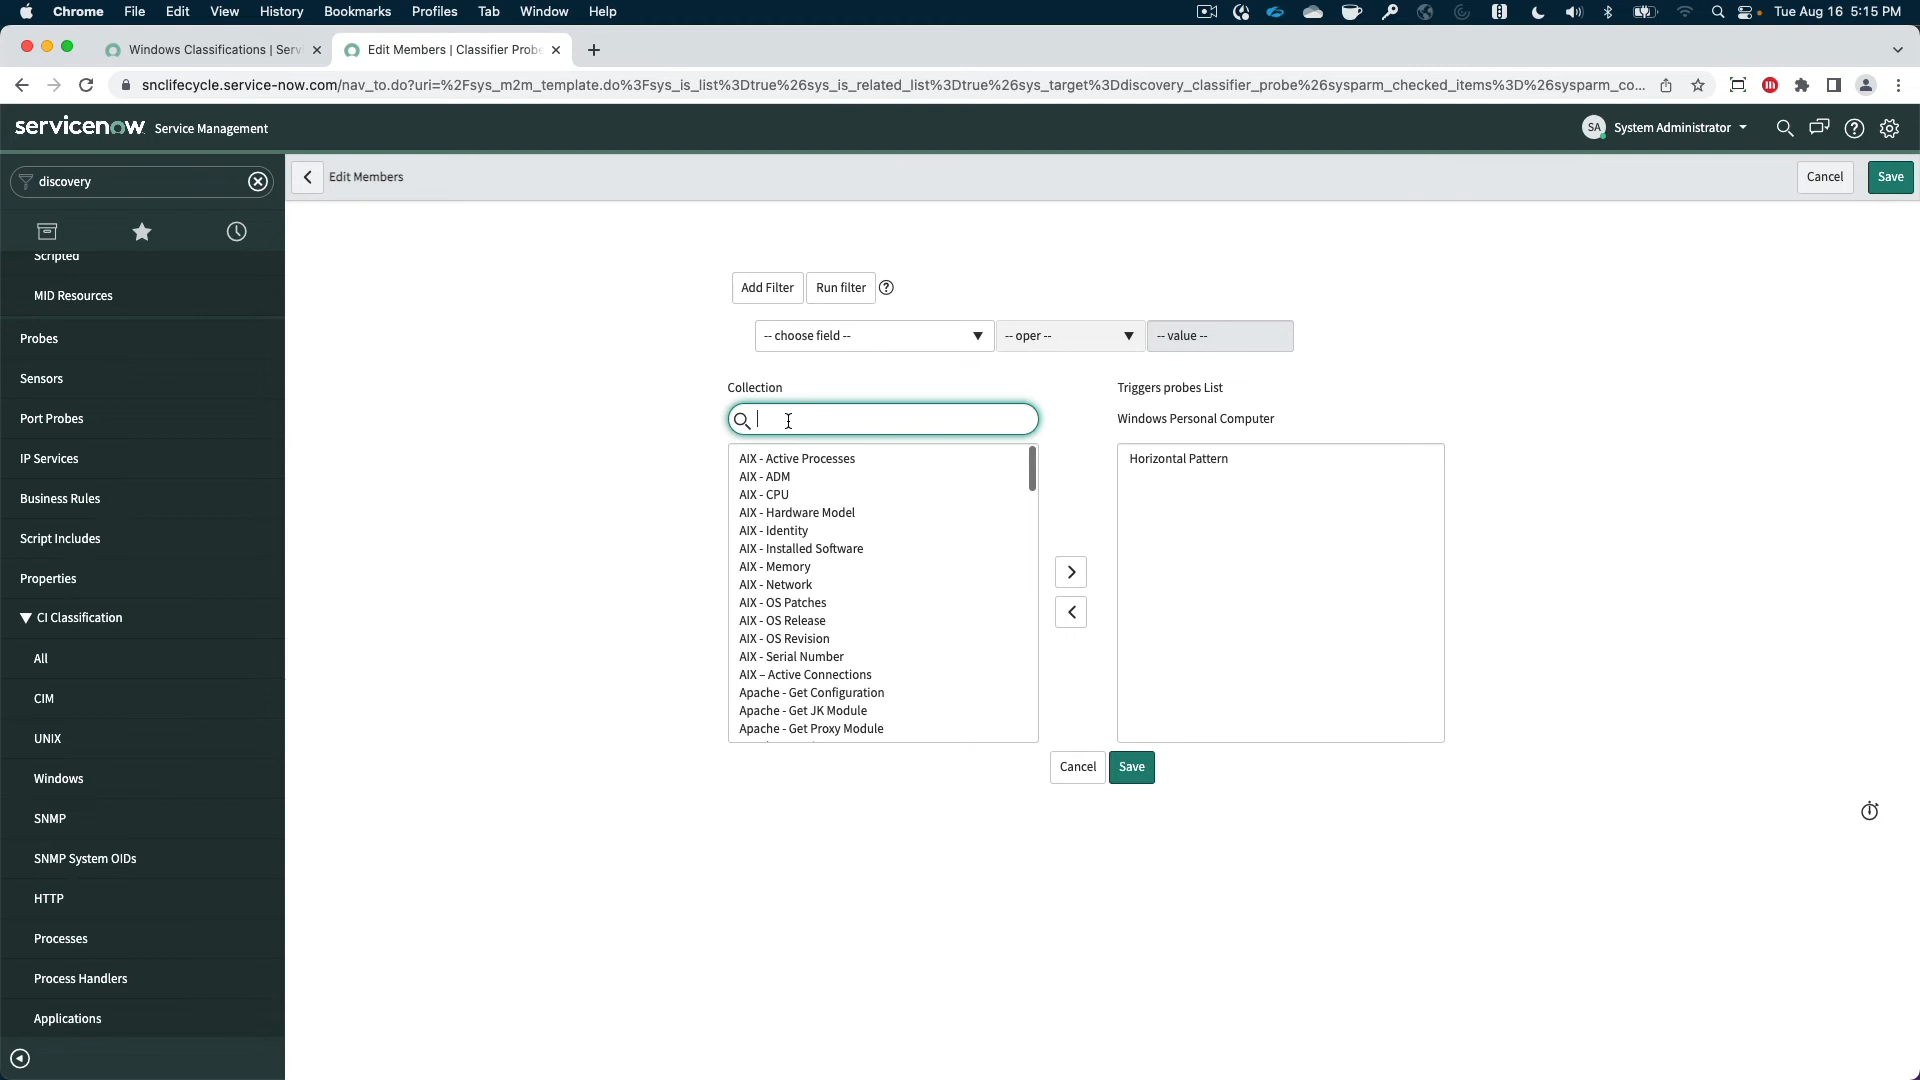 Chrome File Edit View History Bookmarks Profiles Tab Window Help Tue Aug 16 5:15 PM
Windows Classifications | Serv Edit Members | Classifier Prob
snclifecycle.service-now.com/nav_to.do?uri=%2Fsys_m2m_template.do%3Fsys_is_list%3Dtrue%26sys_is_related_list%3Dtrue%26sys_target%3Ddiscovery_classifier_probe%26sysparm_checked_items%3D%26sysparm_co...
servicenow Service Management SA System Administrator
discovery
Edit Members Cancel Save
Scripted
MID Resources
Probes
Sensors
Port Probes
IP Services
Business Rules
Script Includes
Properties
CI Classification
All
CIM
UNIX
Windows
SNMP
SNMP System OIDs
HTTP
Processes
Process Handlers
Applications
Add Filter Run filter
-- choose field -- -- oper -- -- value --
Collection
AIX - Active Processes
AIX - ADM
AIX - CPU
AIX - Hardware Model
AIX - Identity
AIX - Installed Software
AIX - Memory
AIX - Network
AIX - OS Patches
AIX - OS Release
AIX - OS Revision
AIX - Serial Number
AIX – Active Connections
Apache - Get Configuration
Apache - Get JK Module
Apache - Get Proxy Module
Triggers probes List
Windows Personal Computer
Horizontal Pattern
Cancel Save